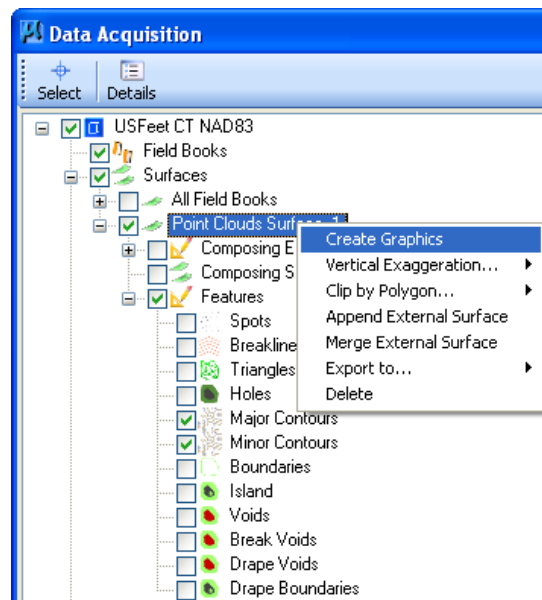 Data Acquisition
Select Details
USFeet CT NAD83
Field Books
Surfaces
All Field Books
Point Clouds
Create Graphics
Composing
Vertical Exaggeration...
Composing
Clip by Polygon...
Features
Append External Surface
Spots
Merge External Surface
Breakline
Export to...
Triangles
Delete
Holes
Major Contours
Minor Contours
Boundaries
Island
Voids
Break Voids
Drape Voids
Drape Boundaries